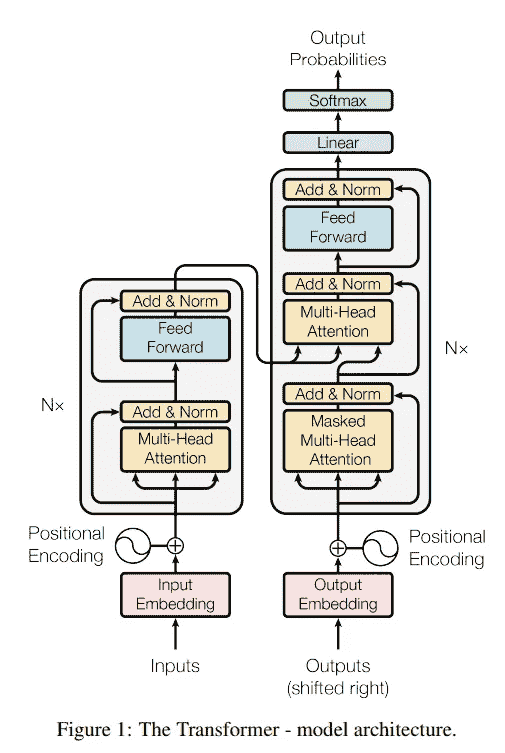 Output
Probabilities
Softmax
Linear
Add & Norm
Feed
Forward
Add & Norm
Multi-Head
Attention
Add & Norm
Masked
Multi-Head
Attention
N×
Add & Norm
Feed
Forward
Add & Norm
Multi-Head
Attention
N×
Positional
Encoding
Positional
Encoding
Input
Embedding
Output
Embedding
Inputs
Outputs
(shifted right)
Figure 1: The Transformer - model architecture.